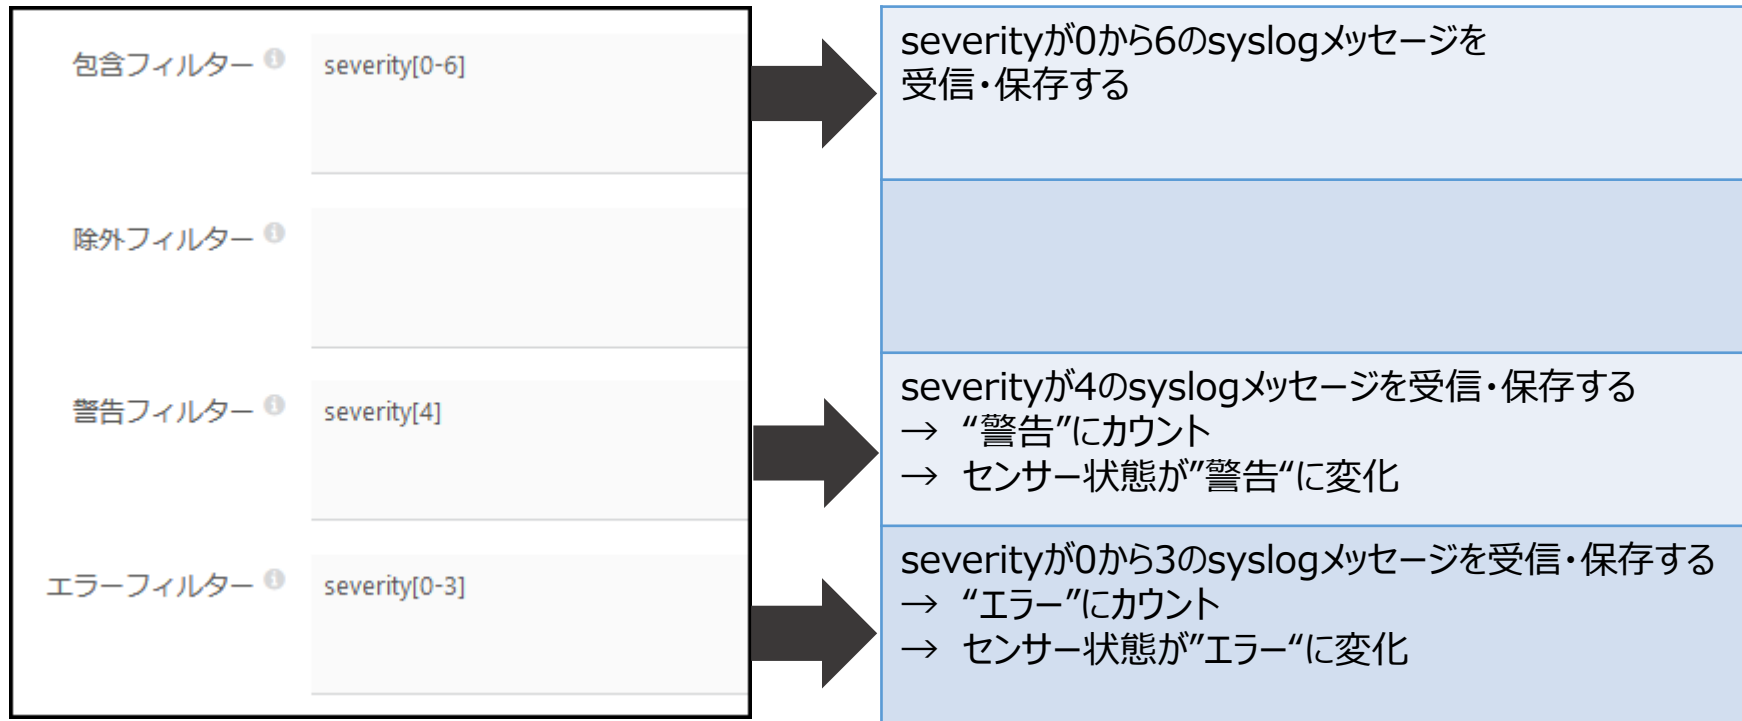 包含フィルター
severity[0-6]
severityが0から6のsyslogメッセージを
受信・保存する
除外フィルター
警告フィルター
severity[4]
severityが4のsyslogメッセージを受信・保存する
→ “警告”にカウント
→ センサー状態が”警告“に変化
エラーフィルター
severity[0-3]
severityが0から3のsyslogメッセージを受信・保存する
→ “エラー”にカウント
→ センサー状態が”エラー“に変化